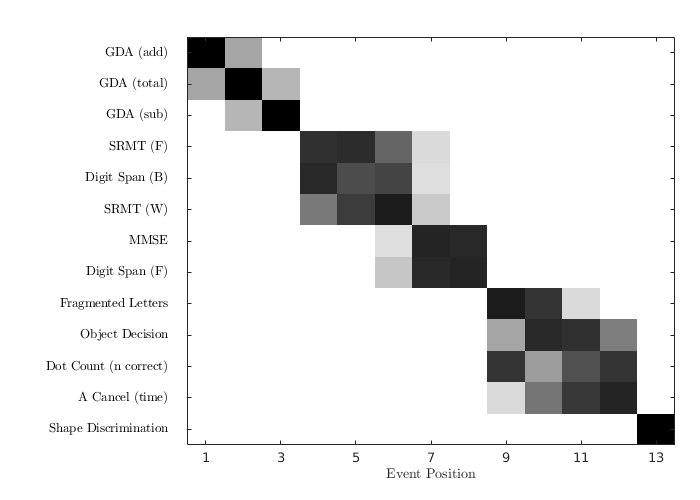 GDA (add)
GDA (total)
GDA (sub)
SRMT (F)
Digit Span (B)
SRMT (W)
MMSE
Digit Span (F)
Fragmented Letters
Object Decision
Dot Count (n correct)
A Cancel (time)
Shape Discrimination
1 3 5 7 9 11 13
Event Position